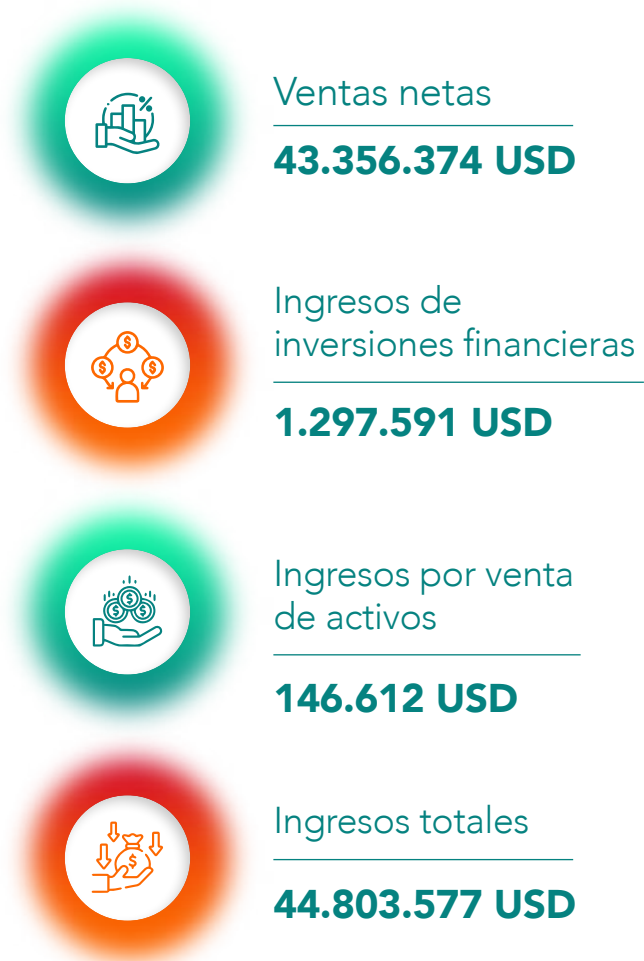 %
Ventas netas
43.356.374 USD
$
$
$
Ingresos de
inversiones financieras
1.297.591 USD
$
$
$
Ingresos por venta
de activos
146.612 USD
$
Ingresos totales
44.803.577 USD